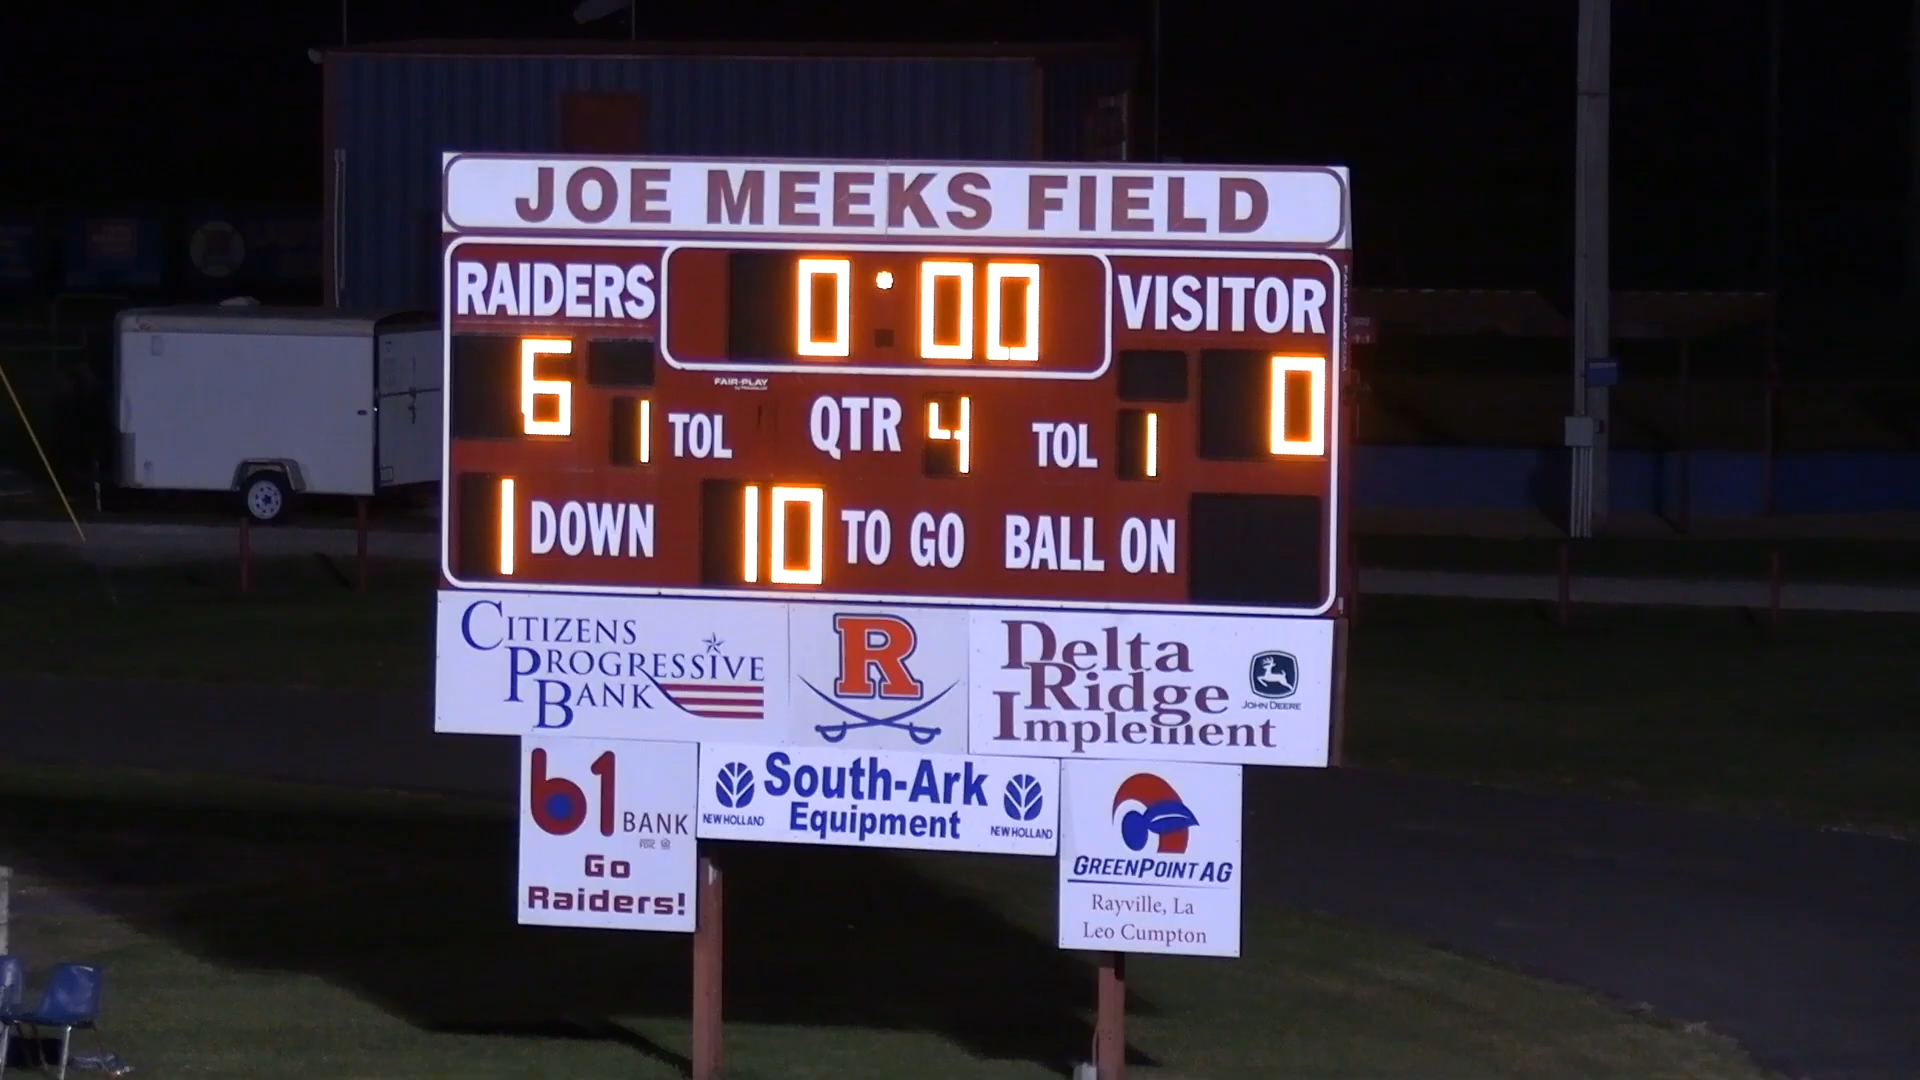 JOE MEEKS FIELD
RAIDERS 0:00 VISITOR
6 0
FAIR-PLAY
1 TOL QTR 4 TOL 1
1 DOWN 10 TO GO BALL ON
CITIZENS
PROGRESSIVE
BANK
R
Delta
Ridge
Implement
JOHN DEERE
b1 BANK
Go
Raiders!
South-Ark
Equipment
NEW HOLLAND
NEW HOLLAND
GREENPOINT AG
Rayville, La
Leo Cumpton